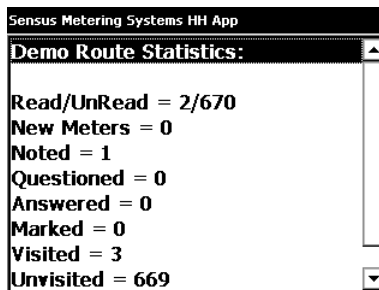 Sensus Metering Systems HH App
Demo Route Statistics:
Read/UnRead = 2/670
New Meters = 0
Noted = 1
Questioned = 0
Answered = 0
Marked = 0
Visited = 3
Unvisited = 669